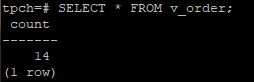 tpch=# SELECT * FROM v_order;
 count
-------
    14
(1 row)